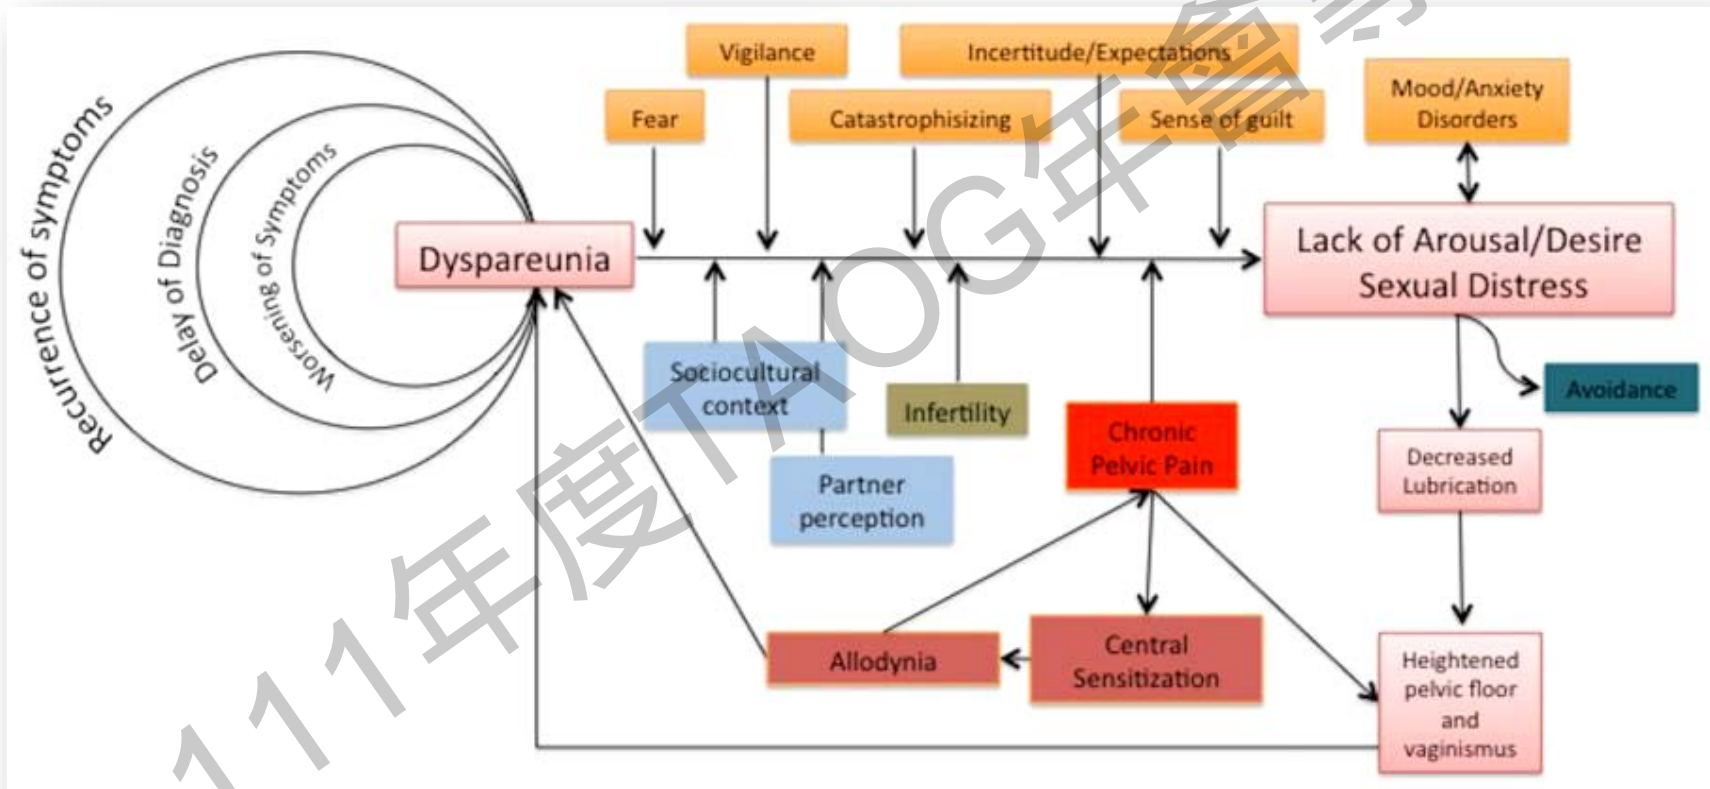 Vigilance
Incertitude/Expectations
Fear
Catastrophisizing
Sense of guilt
Mood/Anxiety
Disorders
Recurrence of symptoms
Delay of Diagnosis
Worsening of Symptoms
Dyspareunia
Lack of Arousal/Desire
Sexual Distress
Sociocultural
context
Infertility
Avoidance
Chronic
Pelvic Pain
Decreased
Lubrication
Partner
perception
Allodynia
Central
Sensitization
Heightened
pelvic floor
and
vaginismus
111年度TAOG年會